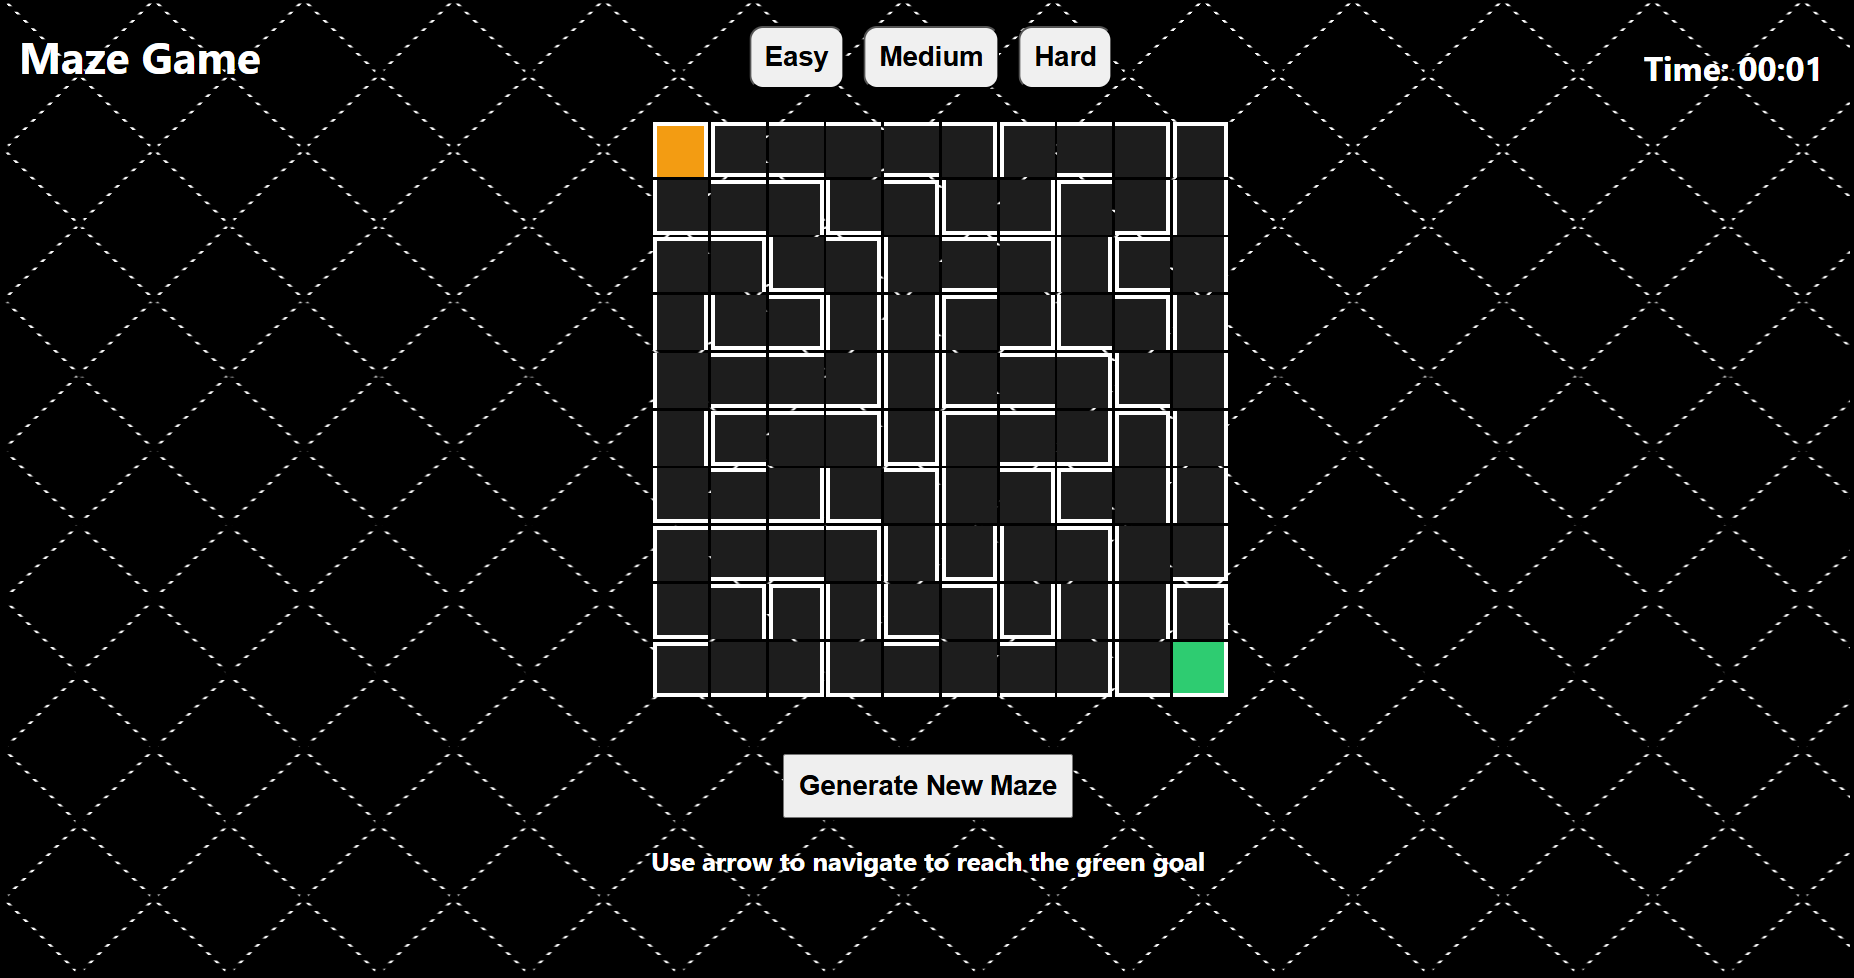 Maze Game
Easy Medium Hard
Time: 00:01
Generate New Maze
Use arrow to navigate to reach the green goal